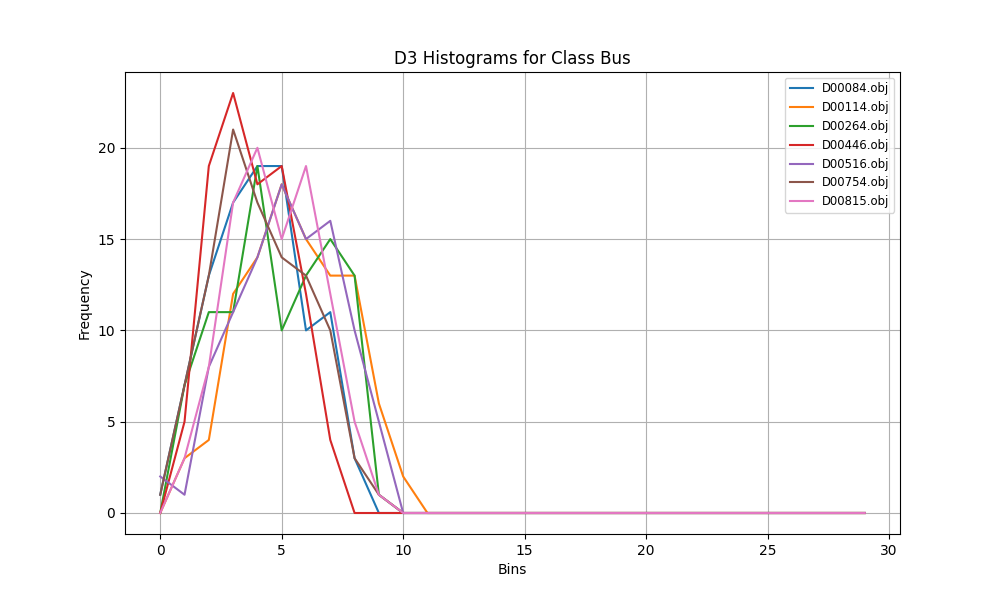 D3 Histograms for Class Bus
D00084.obj
D00114.obj
D00264.obj
D00446.obj
D00516.obj
D00754.obj
D00815.obj
Frequency
20
15
10
5
0
0 5 10 15 20 25 30
Bins